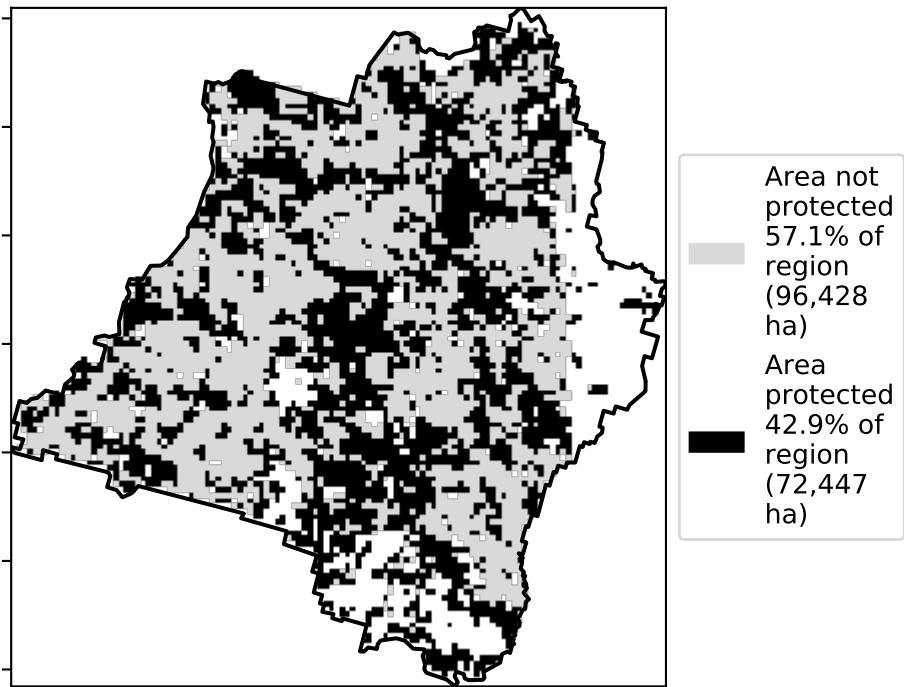 Area not
protected
57.1% of
region
(96,428
ha)
Area
protected
42.9% of
region
(72,447
ha)